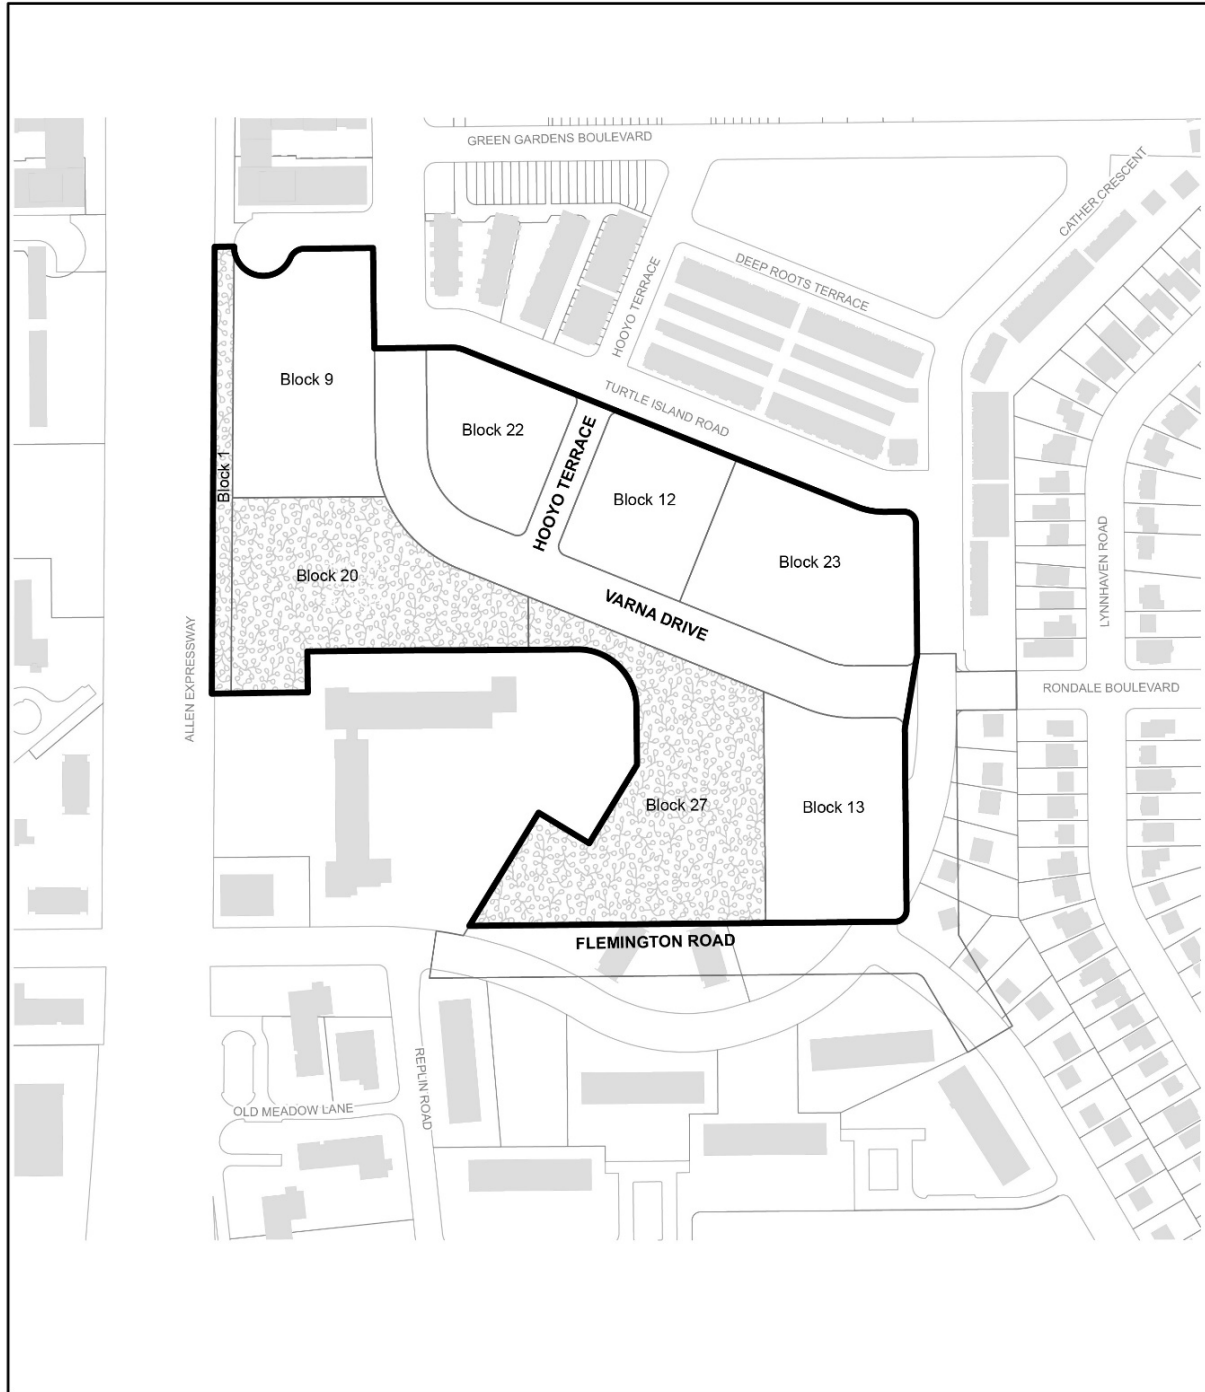 GREEN GARDENS BOULEVARD
CATHER CRESCENT
DEEP ROOTS TERRACE
HOOYO TERRACE
Block 9
TURTLE ISLAND ROAD
Block 22
HOOYO TERRACE
Block 1
Block 12
Block 23
Block 20
LYNNHAVEN ROAD
VARNA DRIVE
ALLEN EXPRESSWAY
RONDALE BOULEVARD
Block 27
Block 13
FLEMINGTON ROAD
REPLIN ROAD
OLD MEADOW LANE